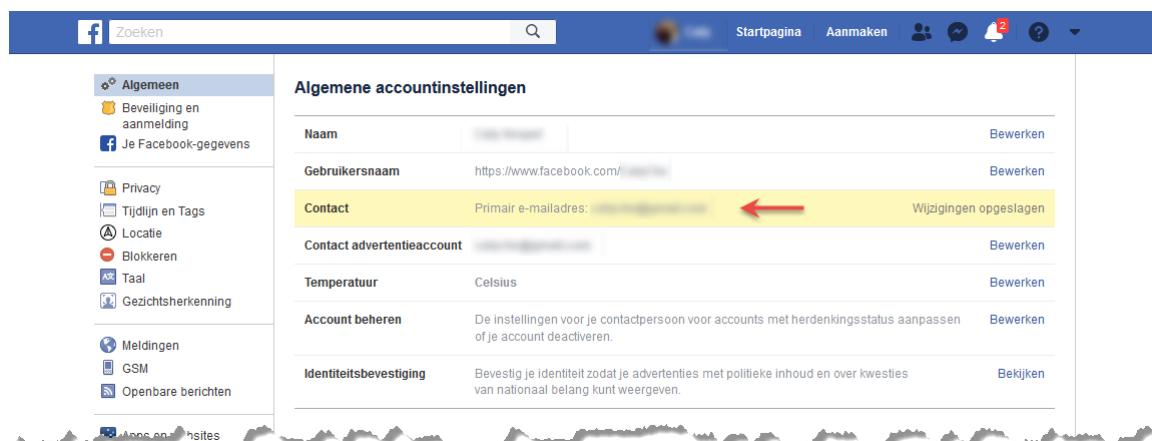 Zoeken
Startpagina
Aanmaken
2
Algemeen
Beveiliging en
aanmelding
Je Facebook-gegevens
Privacy
Tijdlijn en Tags
Locatie
Blokkeren
Taal
Gezichtsherkenning
Meldingen
GSM
Openbare berichten
Apps en websites
Algemene accountinstellingen
Naam
Bewerken
Gebruikersnaam
https://www.facebook.com/
Bewerken
Contact
Primair e-mailadres:
Wijzigingen opgeslagen
Contact advertentieaccount
Bewerken
Temperatuur
Celsius
Bewerken
Account beheren
De instellingen voor je contactpersoon voor accounts met herdenkingsstatus aanpassen
of je account deactiveren.
Bewerken
Identiteitsbevestiging
Bevestig je identiteit zodat je advertenties met politieke inhoud en over kwesties
van nationaal belang kunt weergeven.
Bekijken